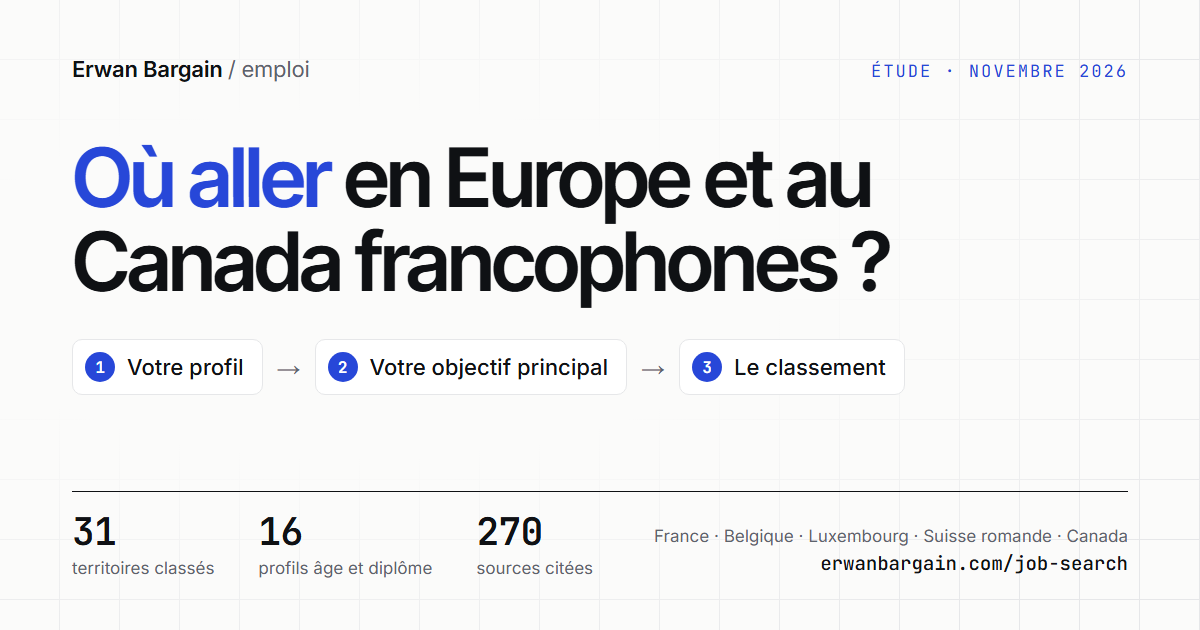 Erwan Bargain / emploi
ÉTUDE · NOVEMBRE 2026
Où aller en Europe et au
Canada francophones ?
1 Votre profil → 2 Votre objectif principal → 3 Le classement
31
territoires classés
16
profils âge et diplôme
270
sources citées
France · Belgique · Luxembourg · Suisse romande · Canada
erwanbargain.com/job-search